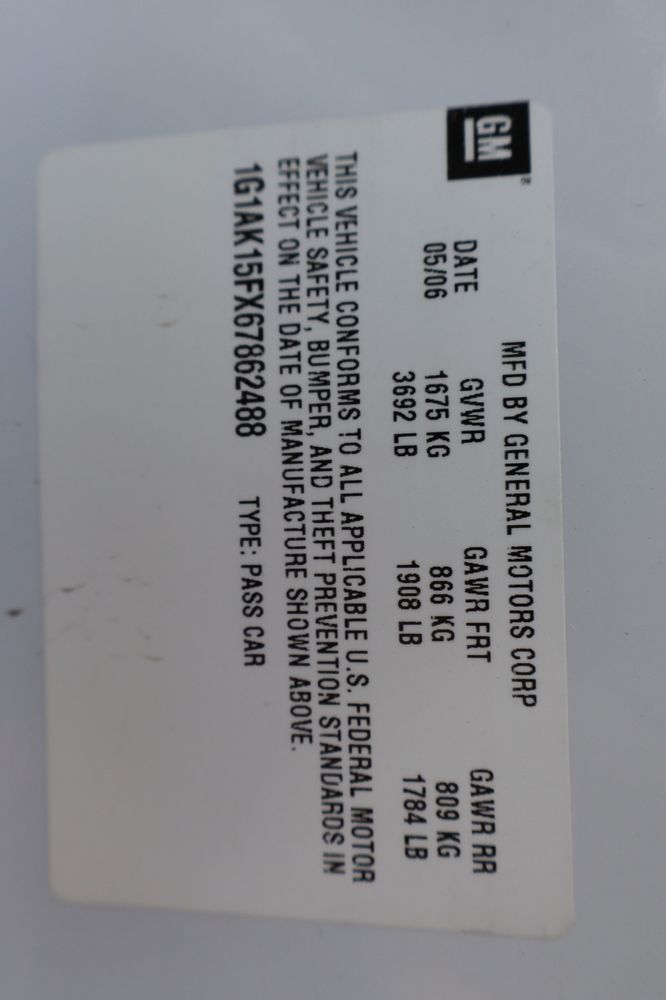 GM®
MFD BY GENERAL MOTORS CORP
DATE GVWR GAWR FRT GAWR RR
05/06 1675 KG 866 KG 809 KG
3692 LB 1908 LB 1784 LB
THIS VEHICLE CONFORMS TO ALL APPLICABLE U.S. FEDERAL MOTOR
VEHICLE SAFETY, BUMPER, AND THEFT PREVENTION STANDARDS IN
EFFECT ON THE DATE OF MANUFACTURE SHOWN ABOVE.
1G1AK15FX67862488 TYPE: PASS CAR